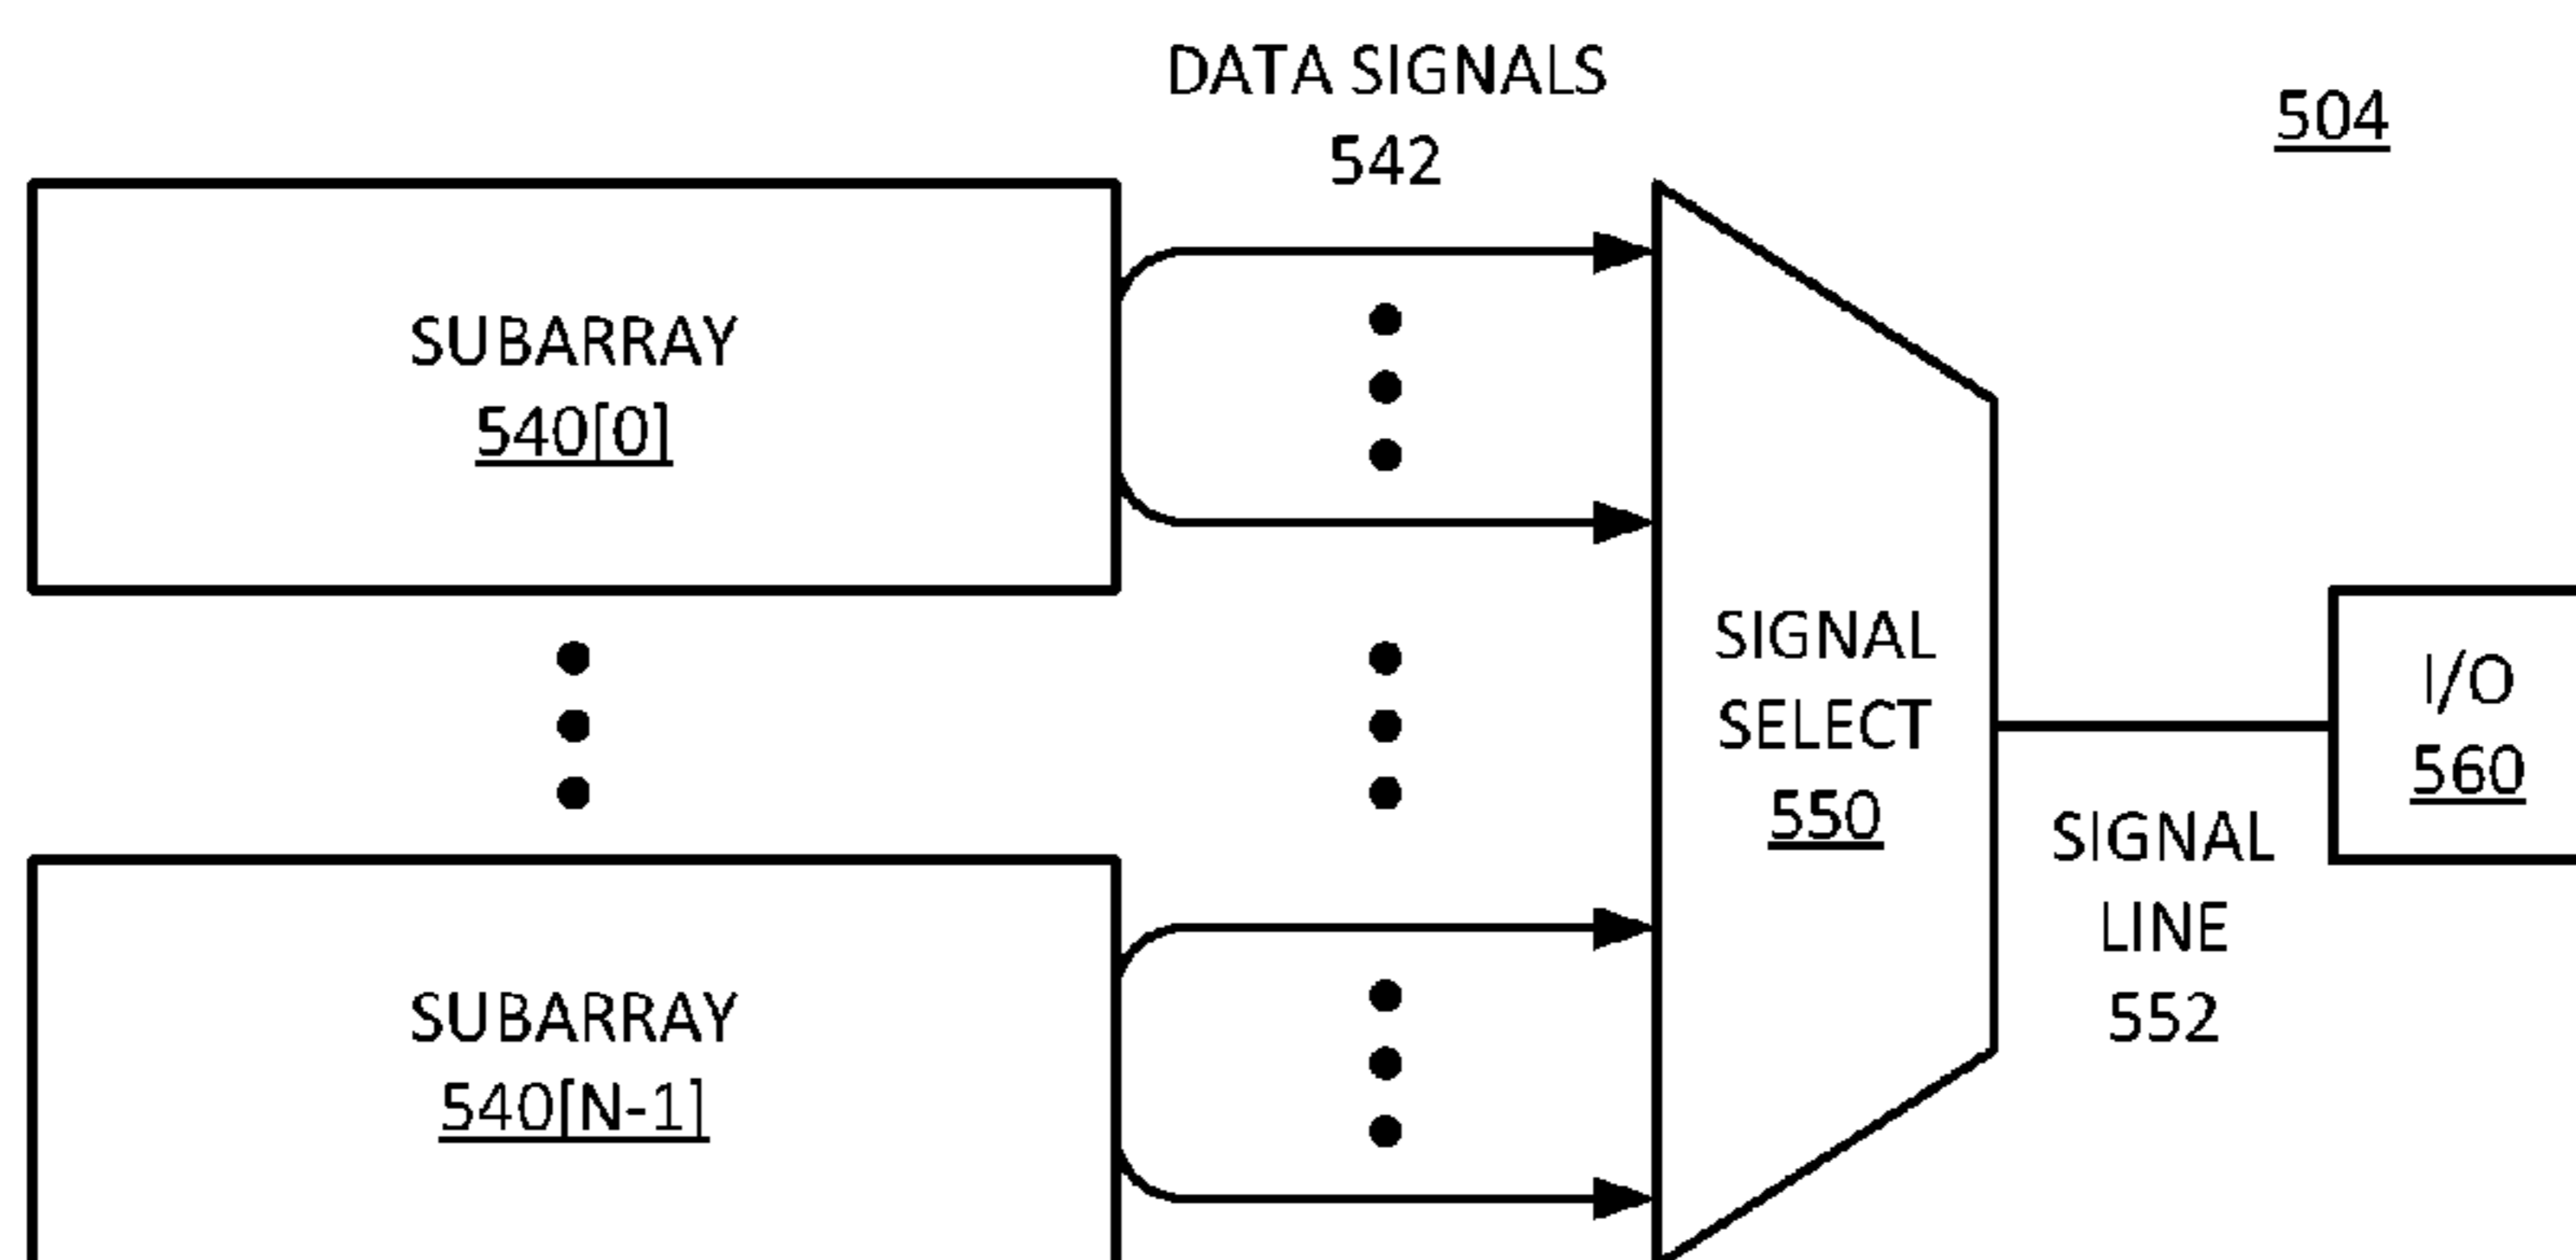 DATA SIGNALS
542
504
SUBARRAY
540[0]
SIGNAL
SELECT
550
I/O
560
SIGNAL
LINE
552
SUBARRAY
540[N-1]